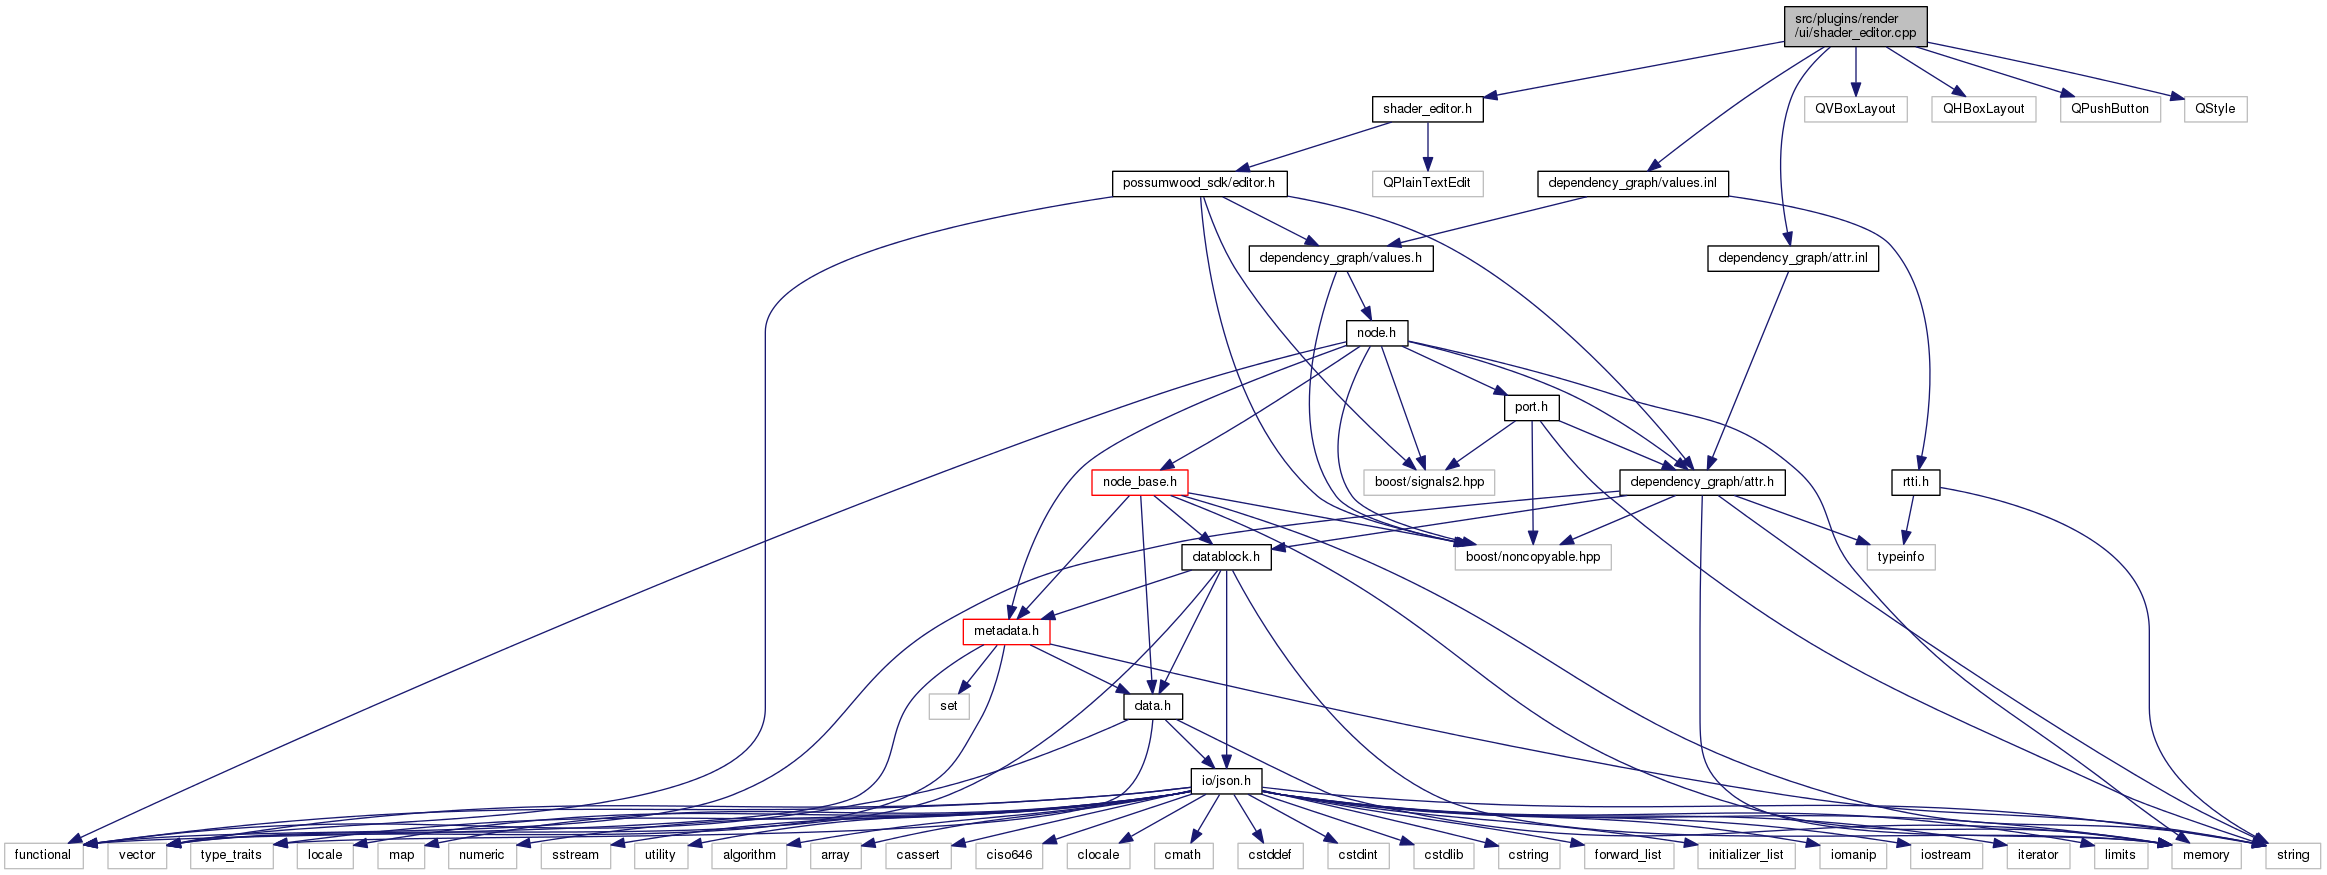 src/plugins/render
/ui/shader_editor.cpp
shader_editor.h
QVBoxLayout
QHBoxLayout
QPushButton
QStyle
possumwood_sdk/editor.h
QPlainTextEdit
dependency_graph/values.inl
dependency_graph/values.h
dependency_graph/attr.inl
node.h
port.h
node_base.h
boost/signals2.hpp
dependency_graph/attr.h
rtti.h
datablock.h
boost/noncopyable.hpp
typeinfo
metadata.h
set
data.h
io/json.h
functional
vector
type_traits
locale
map
numeric
sstream
utility
algorithm
array
cassert
ciso646
clocale
cmath
cstddef
cstdint
cstdlib
cstring
forward_list
initializer_list
iomanip
iostream
iterator
limits
memory
string